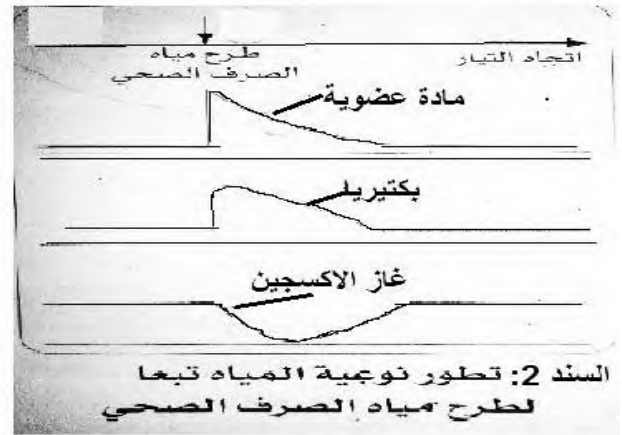 طرح مياه
الصرف الصحي
اتجاه التيار
مادة عضوية
بكتيريا
غاز الاكسجين
السند 2: تطور نوعية المياه تبعا
لطرح مياه الصرف الصحي